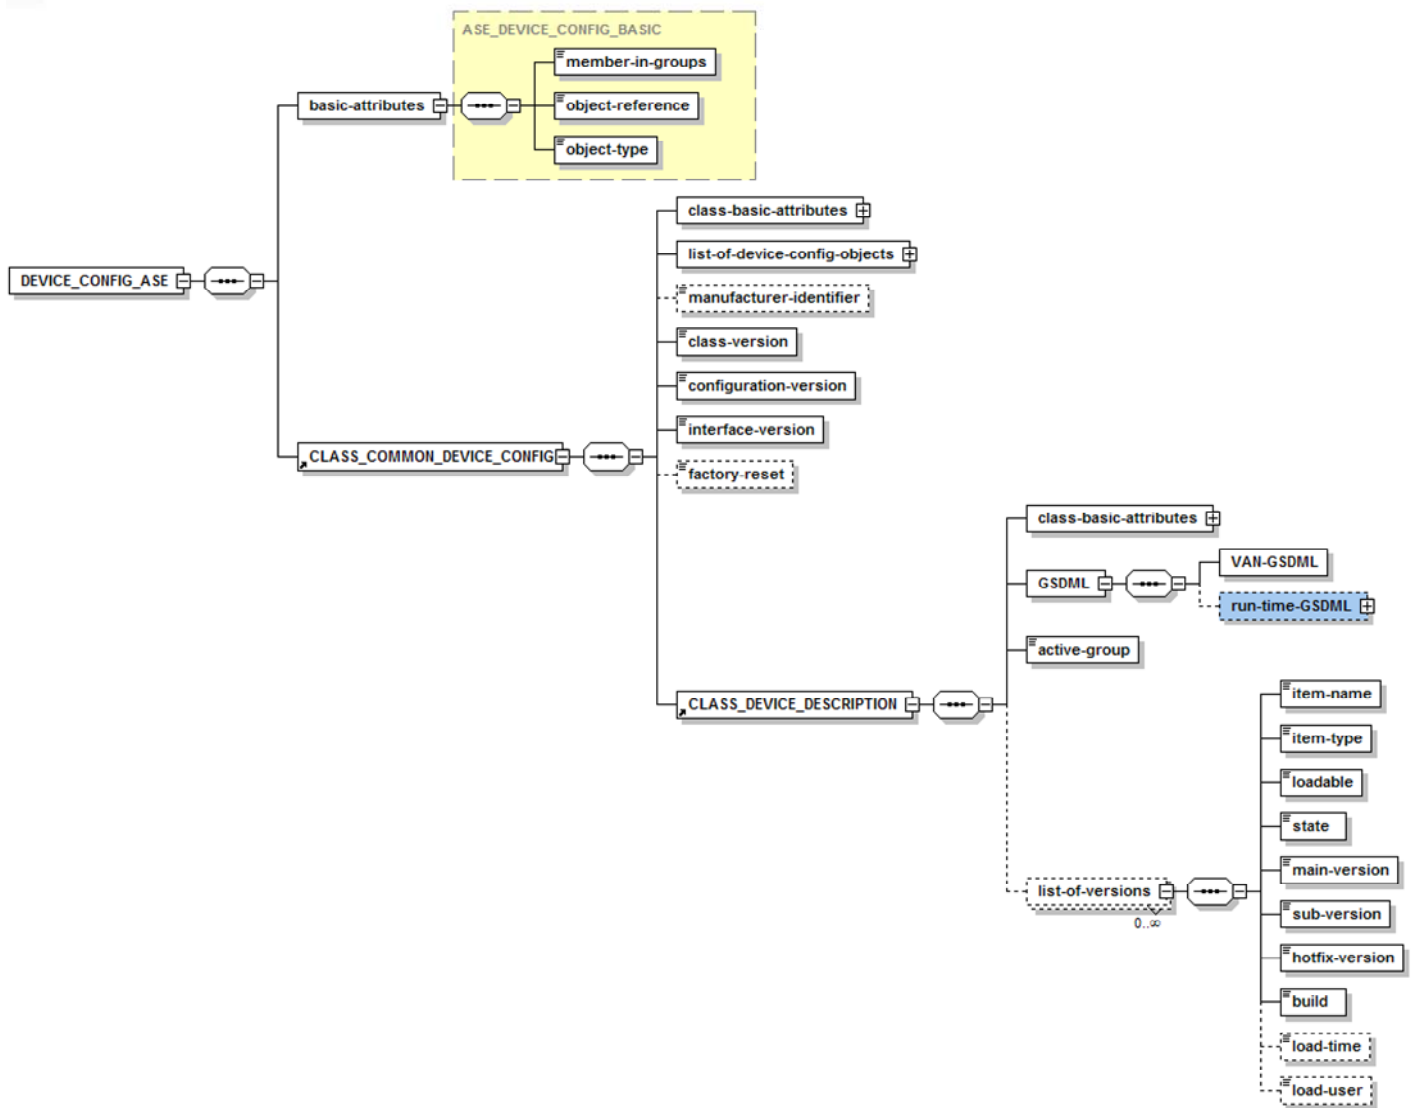 ASE_DEVICE_CONFIG_BASIC
member-in-groups
basic-attributes
object-reference
object-type
class-basic-attributes
list-of-device-config-objects
DEVICE_CONFIG_ASE
manufacturer-identifier
class-version
configuration-version
interface-version
CLASS_COMMON_DEVICE_CONFIG
factory-reset
class-basic-attributes
VAN-GSDML
GSDML
run-time-GSDML
active-group
item-name
CLASS_DEVICE_DESCRIPTION
item-type
loadable
state
main-version
list-of-versions
0..∞
sub-version
hotfix-version
build
load-time
load-user